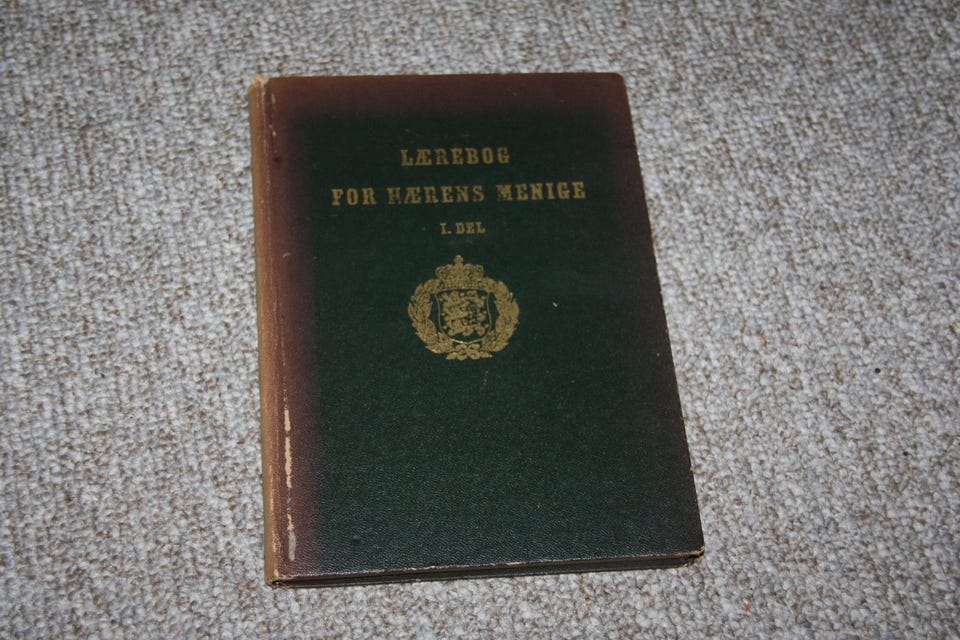 LÆREBOG
FOR HÆRENS MENIGE
I. DEL